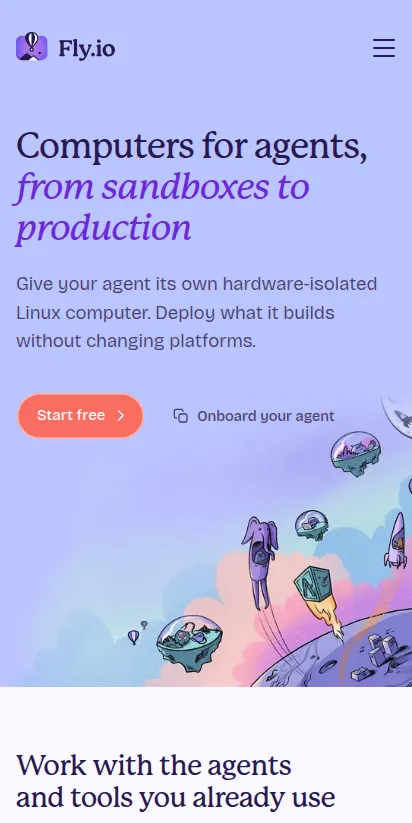 Fly.io
Computers for agents,
from sandboxes to
production
Give your agent its own hardware-isolated
Linux computer. Deploy what it builds
without changing platforms.
Start free
Onboard your agent
Work with the agents
and tools you already use